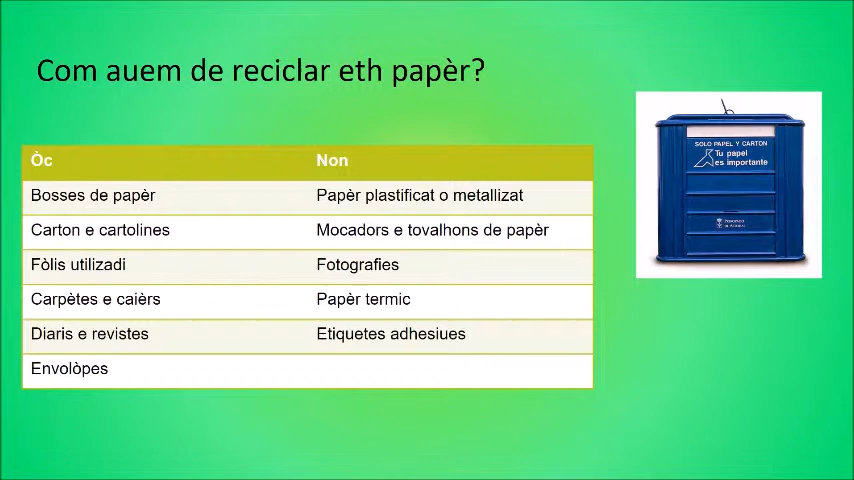 Com auem de reciclar eth papèr?
Òc Non
Bosses de papèr Papèr plastificat o metallizat
Carton e cartolines Mocadors e tovalhons de papèr
Fòlis utilizadi Fotografies
Carpètes e caièrs Papèr termic
Diaris e revistes Etiquetes adhesiues
Envolòpes
SOLO PAPEL Y CARTON
Tu papel
es importante